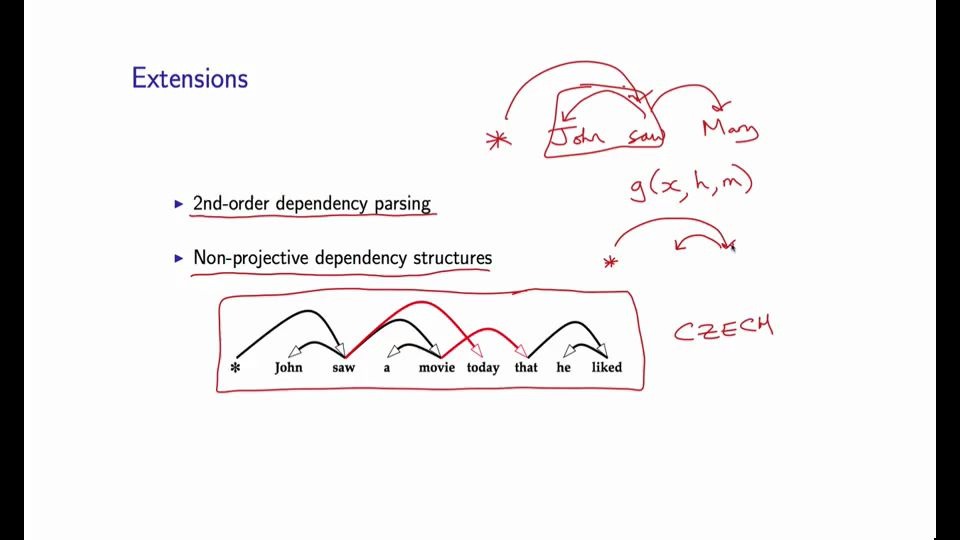 Extensions
* John saw Mary
g(x, h, m)
▶ 2nd-order dependency parsing
▶ Non-projective dependency structures
*
CZECH
* John saw a movie today that he liked